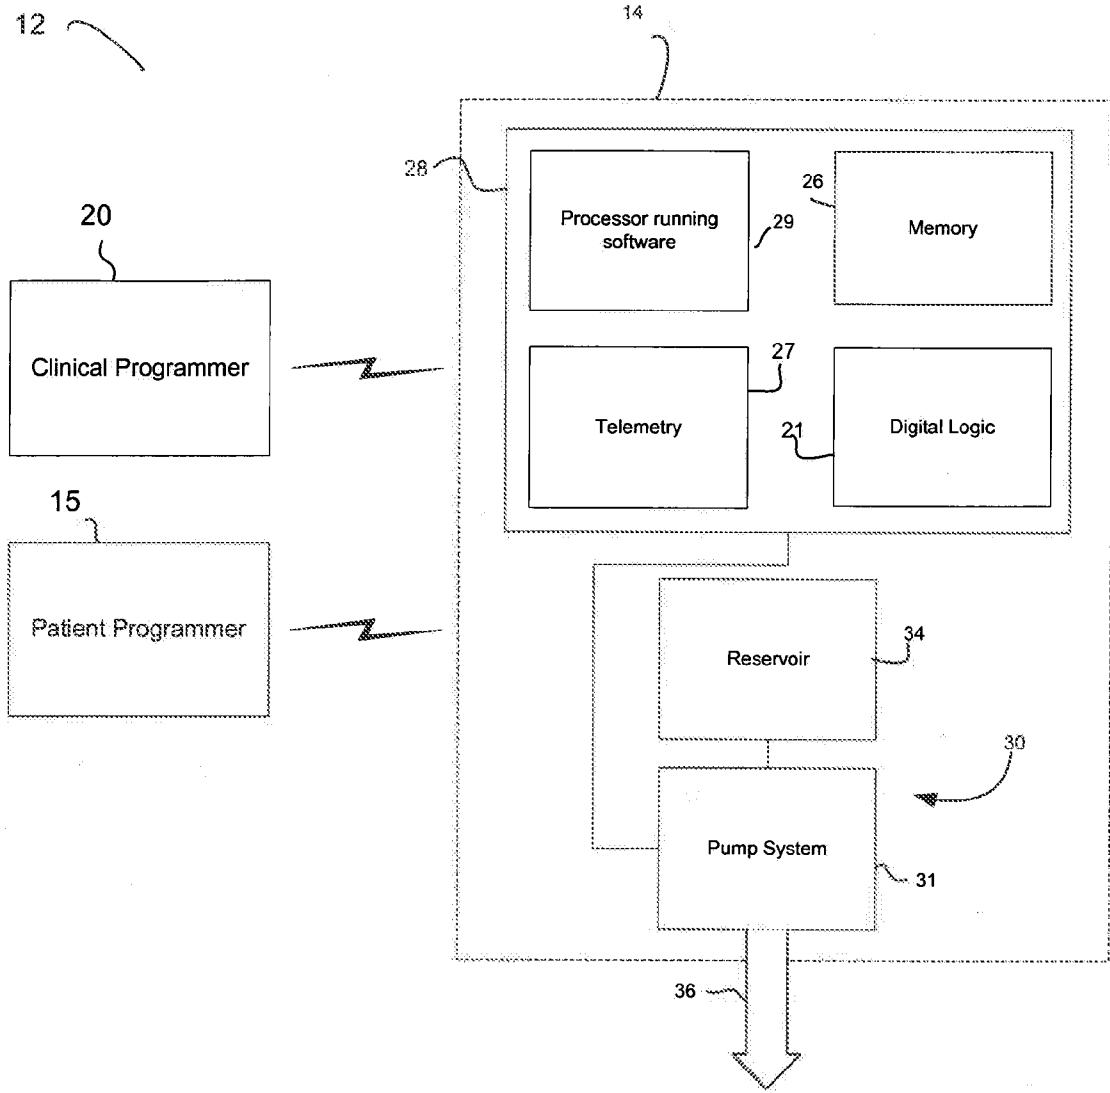 12
14
28
Processor running
software
29
26
Memory
20
Clinical Programmer
27
Telemetry
21
Digital Logic
15
Patient Programmer
34
Reservoir
30
Pump System
31
36